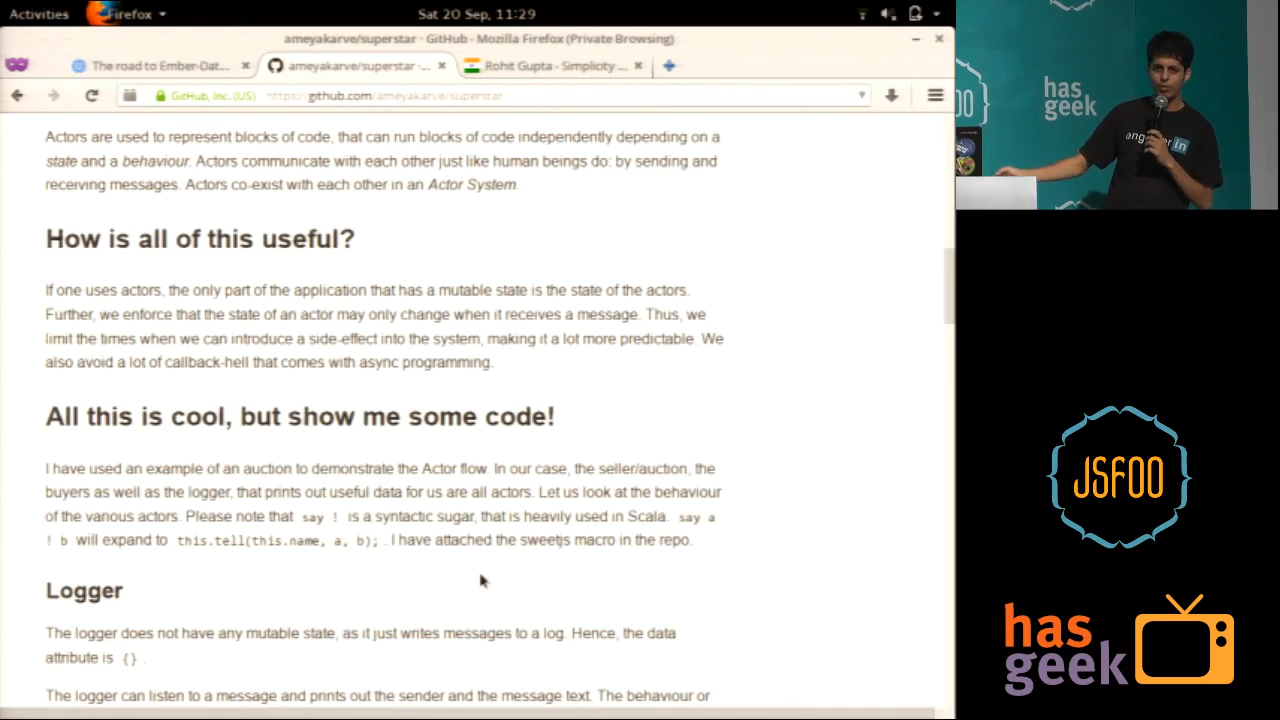 Activities
Firefox
Sat 20 Sep, 11:29
ameyakarve/superstar · GitHub - Mozilla Firefox (Private Browsing)
The road to Ember-Dat...
ameyakarve/superstar ·...
Rohit Gupta - Simplicity ...
GitHub, Inc. (US)
https://github.com/ameyakarve/superstar
Actors are used to represent blocks of code, that can run blocks of code independently depending on a
state and a behaviour. Actors communicate with each other just like human beings do: by sending and
receiving messages. Actors co-exist with each other in an Actor System.
How is all of this useful?
If one uses actors, the only part of the application that has a mutable state is the state of the actors.
Further, we enforce that the state of an actor may only change when it receives a message. Thus, we
limit the times when we can introduce a side-effect into the system, making it a lot more predictable. We
also avoid a lot of callback-hell that comes with async programming.
All this is cool, but show me some code!
I have used an example of an auction to demonstrate the Actor flow. In our case, the seller/auction, the
buyers as well as the logger, that prints out useful data for us are all actors. Let us look at the behaviour
of the various actors. Please note that say ! is a syntactic sugar, that is heavily used in Scala. say a
! b will expand to this.tell(this.name, a, b); . I have attached the sweetjs macro in the repo.
Logger
The logger does not have any mutable state, as it just writes messages to a log. Hence, the data
attribute is {} .
The logger can listen to a message and prints out the sender and the message text. The behaviour or
has
geek
in
JSFOO
has
geek